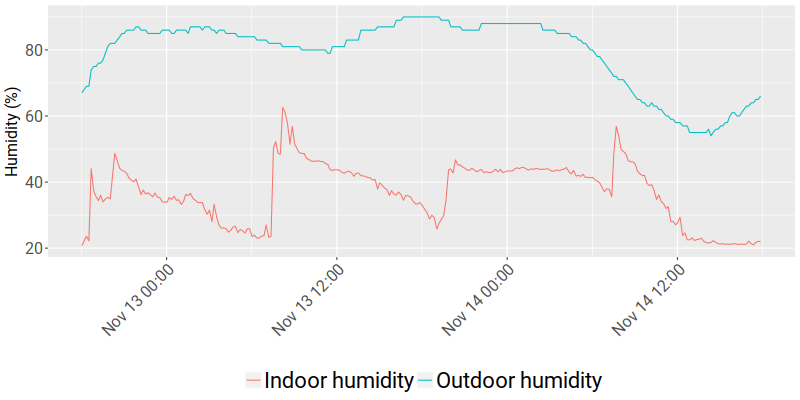 Humidity (%)
80
60
40
20
Nov 13 00:00
Nov 13 12:00
Nov 14 00:00
Nov 14 12:00
Indoor humidity
Outdoor humidity